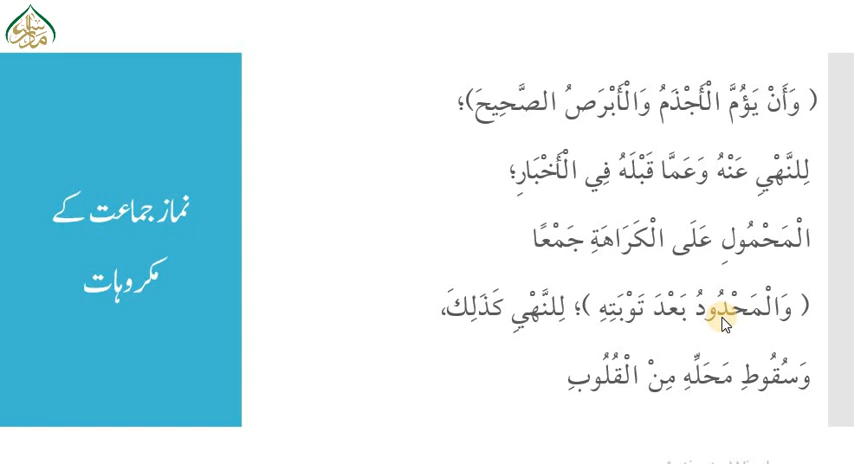 ( وَأَنْ يَؤُمَّ الْأَجْذَمُ وَالْأَبْرَصُ الصَّحِيحَ)؛
لِلنَّهْيِ عَنْهُ وَعَمَّا قَبْلَهُ فِي الْأَخْبَارِ؛
الْمَحْمُولِ عَلَى الْكَرَاهَةِ جَمْعًا
( وَالْمَحْدُودُ بَعْدَ تَوْبَتِهِ )؛ لِلنَّهْيِ كَذَلِكَ،
وَسُقُوطِ مَحَلِّهِ مِنْ الْقُلُوبِ
نماز جماعت کے
مکروہات